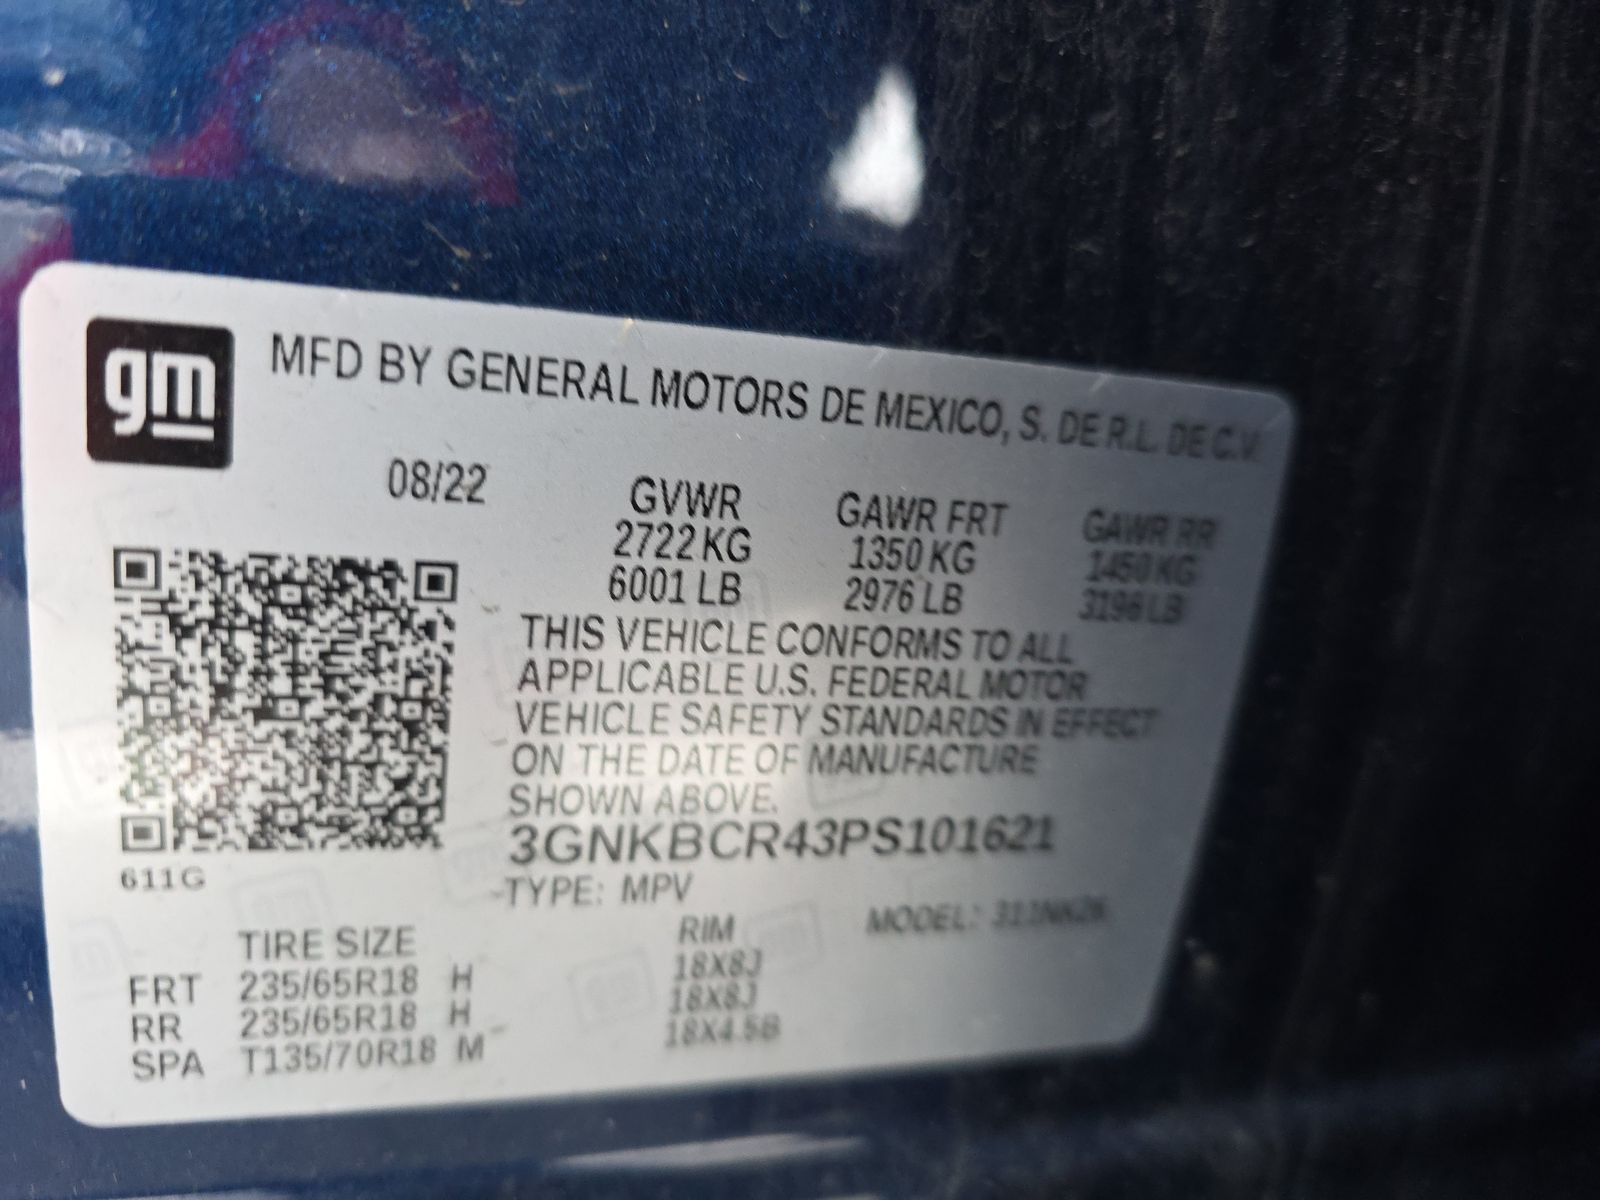 gm
MFD BY GENERAL MOTORS DE MEXICO, S. DE R.L. DE C.V.
08/22
GVWR GAWR FRT GAWR RR
2722 KG 1350 KG 1450 KG
6001 LB 2976 LB
THIS VEHICLE CONFORMS TO ALL
APPLICABLE U.S. FEDERAL MOTOR
VEHICLE SAFETY STANDARDS IN EFFECT
ON THE DATE OF MANUFACTURE
SHOWN ABOVE.
3GNKBCR43PS101621
611G
TYPE: MPV MODEL:
TIRE SIZE RIM
FRT 235/65R18 H 18X8J
RR 235/65R18 H 18X8J
SPA T135/70R18 M 18X4.5B